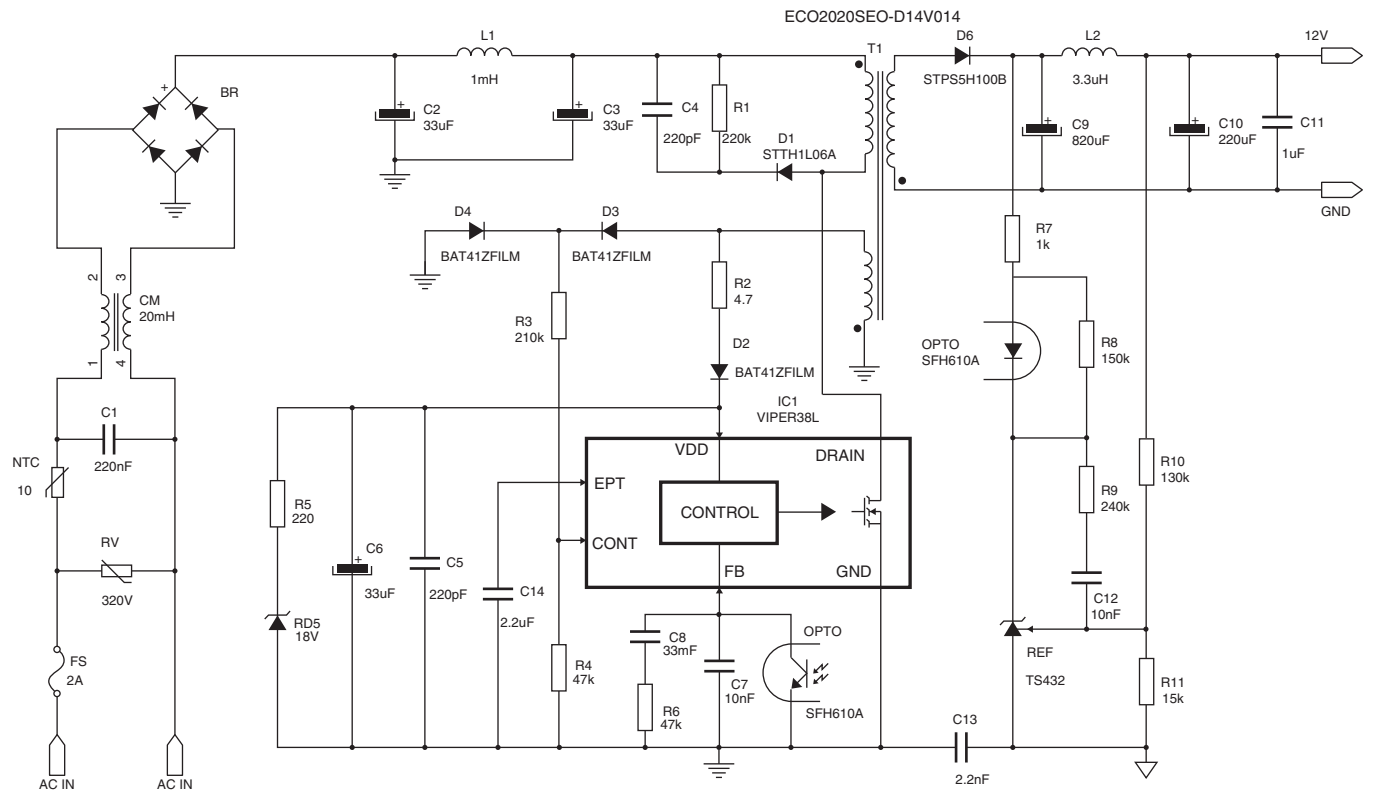 ECO2020SEO-D14V014
L1
T1
D6
L2
12V
+
BR
1mH
STPS5H100B
3.3uH
+
C2
33uF
+
C3
33uF
C4
220pF
R1
220k
D1
STTH1L06A
+
C9
820uF
+
C10
220uF
C11
1uF
GND
D4
BAT41ZFILM
D3
BAT41ZFILM
R7
1k
2
3
CM
20mH
1
4
R2
4.7
R3
210k
D2
BAT41ZFILM
OPTO
SFH610A
R8
150k
IC1
VIPER38L
C1
220nF
NTC
10
VDD
DRAIN
EPT
CONTROL
CONT
FB
GND
R10
130k
R9
240k
R5
220
RV
320V
+
C6
33uF
C5
220pF
C14
2.2uF
C12
10nF
RD5
18V
C8
33mF
OPTO
REF
TS432
FS
2A
R4
47k
C7
10nF
R6
47k
SFH610A
R11
15k
C13
2.2nF
AC IN
AC IN